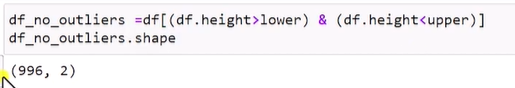 df_no_outliers =df[(df.height>lower) & (df.height<upper)]
df_no_outliers.shape
(996, 2)